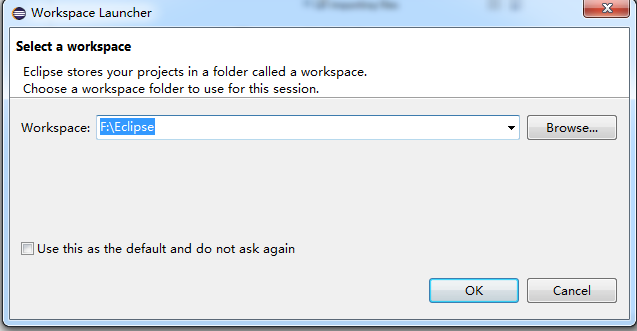 Workspace Launcher
Select a workspace
Eclipse stores your projects in a folder called a workspace.
Choose a workspace folder to use for this session.
Workspace:
F:\Eclipse
Browse...
Use this as the default and do not ask again
OK
Cancel